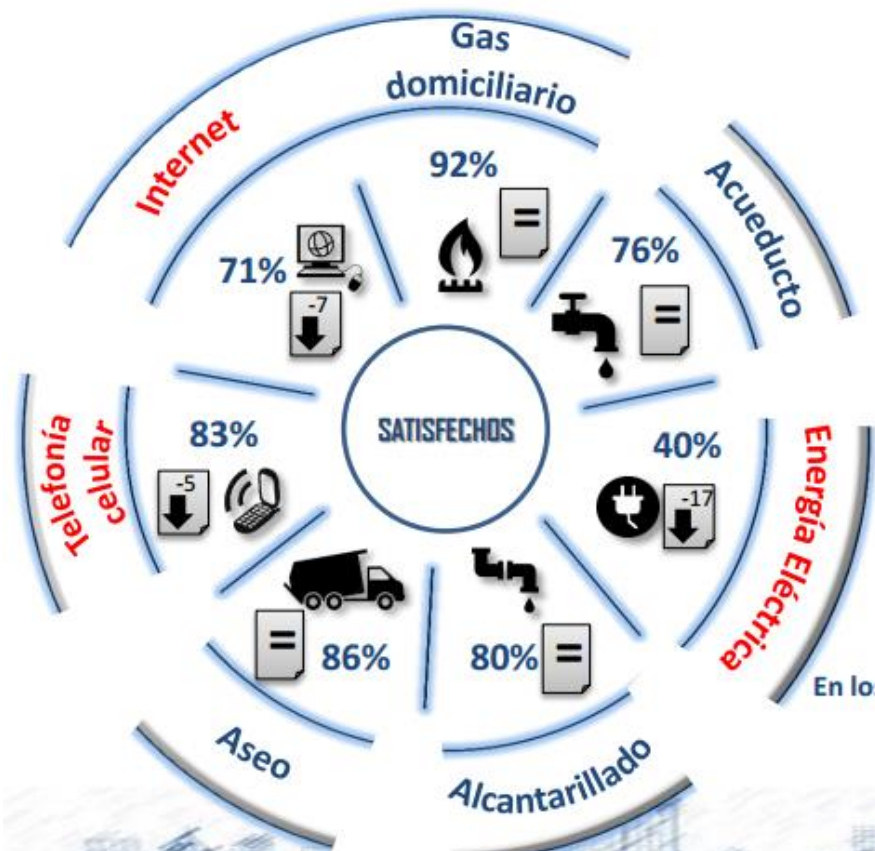 Gas
domiciliario
92%
=
Acueducto
76%
=
Energía Eléctrica
40%
-17
Alcantarillado
80%
=
Aseo
86%
=
Telefonía
celular
83%
-5
Internet
71%
-7
SATISFECHOS
En los